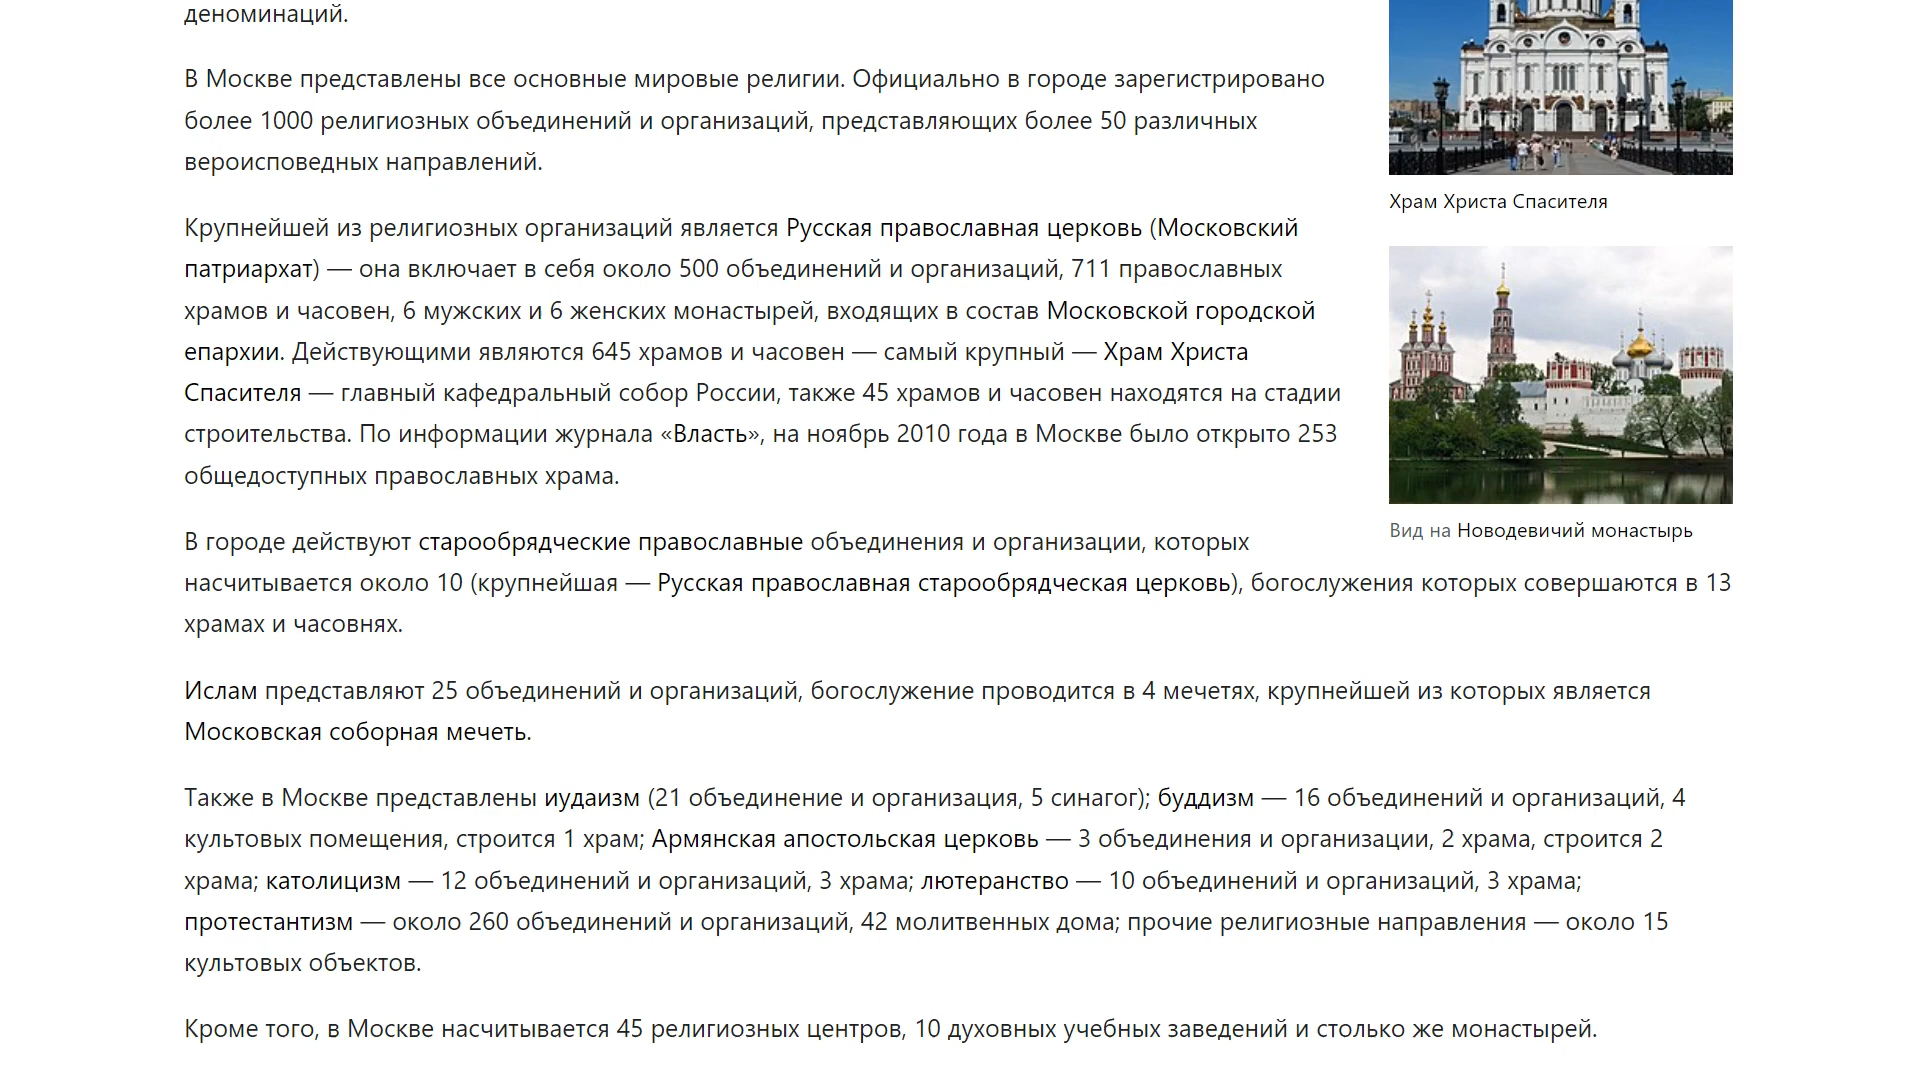 деноминаций.
В Москве представлены все основные мировые религии. Официально в городе зарегистрировано
более 1000 религиозных объединений и организаций, представляющих более 50 различных
вероисповедных направлений.
Крупнейшей из религиозных организаций является Русская православная церковь (Московский
патриархат) — она включает в себя около 500 объединений и организаций, 711 православных
храмов и часовен, 6 мужских и 6 женских монастырей, входящих в состав Московской городской
епархии. Действующими являются 645 храмов и часовен — самый крупный — Храм Христа
Спасителя — главный кафедральный собор России, также 45 храмов и часовен находятся на стадии
строительства. По информации журнала «Власть», на ноябрь 2010 года в Москве было открыто 253
общедоступных православных храма.
В городе действуют старообрядческие православные объединения и организации, которых
насчитывается около 10 (крупнейшая — Русская православная старообрядческая церковь), богослужения которых совершаются в 13
храмах и часовнях.
Ислам представляют 25 объединений и организаций, богослужение проводится в 4 мечетях, крупнейшей из которых является
Московская соборная мечеть.
Также в Москве представлены иудаизм (21 объединение и организация, 5 синагог); буддизм — 16 объединений и организаций, 4
культовых помещения, строится 1 храм; Армянская апостольская церковь — 3 объединения и организации, 2 храма, строится 2
храма; католицизм — 12 объединений и организаций, 3 храма; лютеранство — 10 объединений и организаций, 3 храма;
протестантизм — около 260 объединений и организаций, 42 молитвенных дома; прочие религиозные направления — около 15
культовых объектов.
Кроме того, в Москве насчитывается 45 религиозных центров, 10 духовных учебных заведений и столько же монастырей.
Храм Христа Спасителя
Вид на Новодевичий монастырь